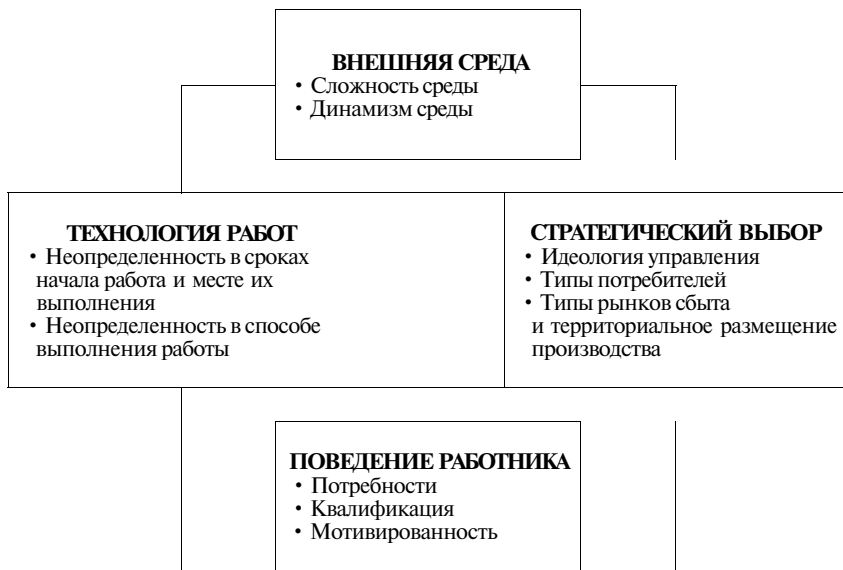 ВНЕШНЯЯ СРЕДА
• Сложность среды
• Динамизм среды
ТЕХНОЛОГИЯ РАБОТ
• Неопределенность в сроках
начала работа и месте их
выполнения
• Неопределенность в способе
выполнения работы
СТРАТЕГИЧЕСКИЙ ВЫБОР
• Идеология управления
• Типы потребителей
• Типы рынков сбыта
и территориальное размещение
производства
ПОВЕДЕНИЕ РАБОТНИКА
• Потребности
• Квалификация
• Мотивированность